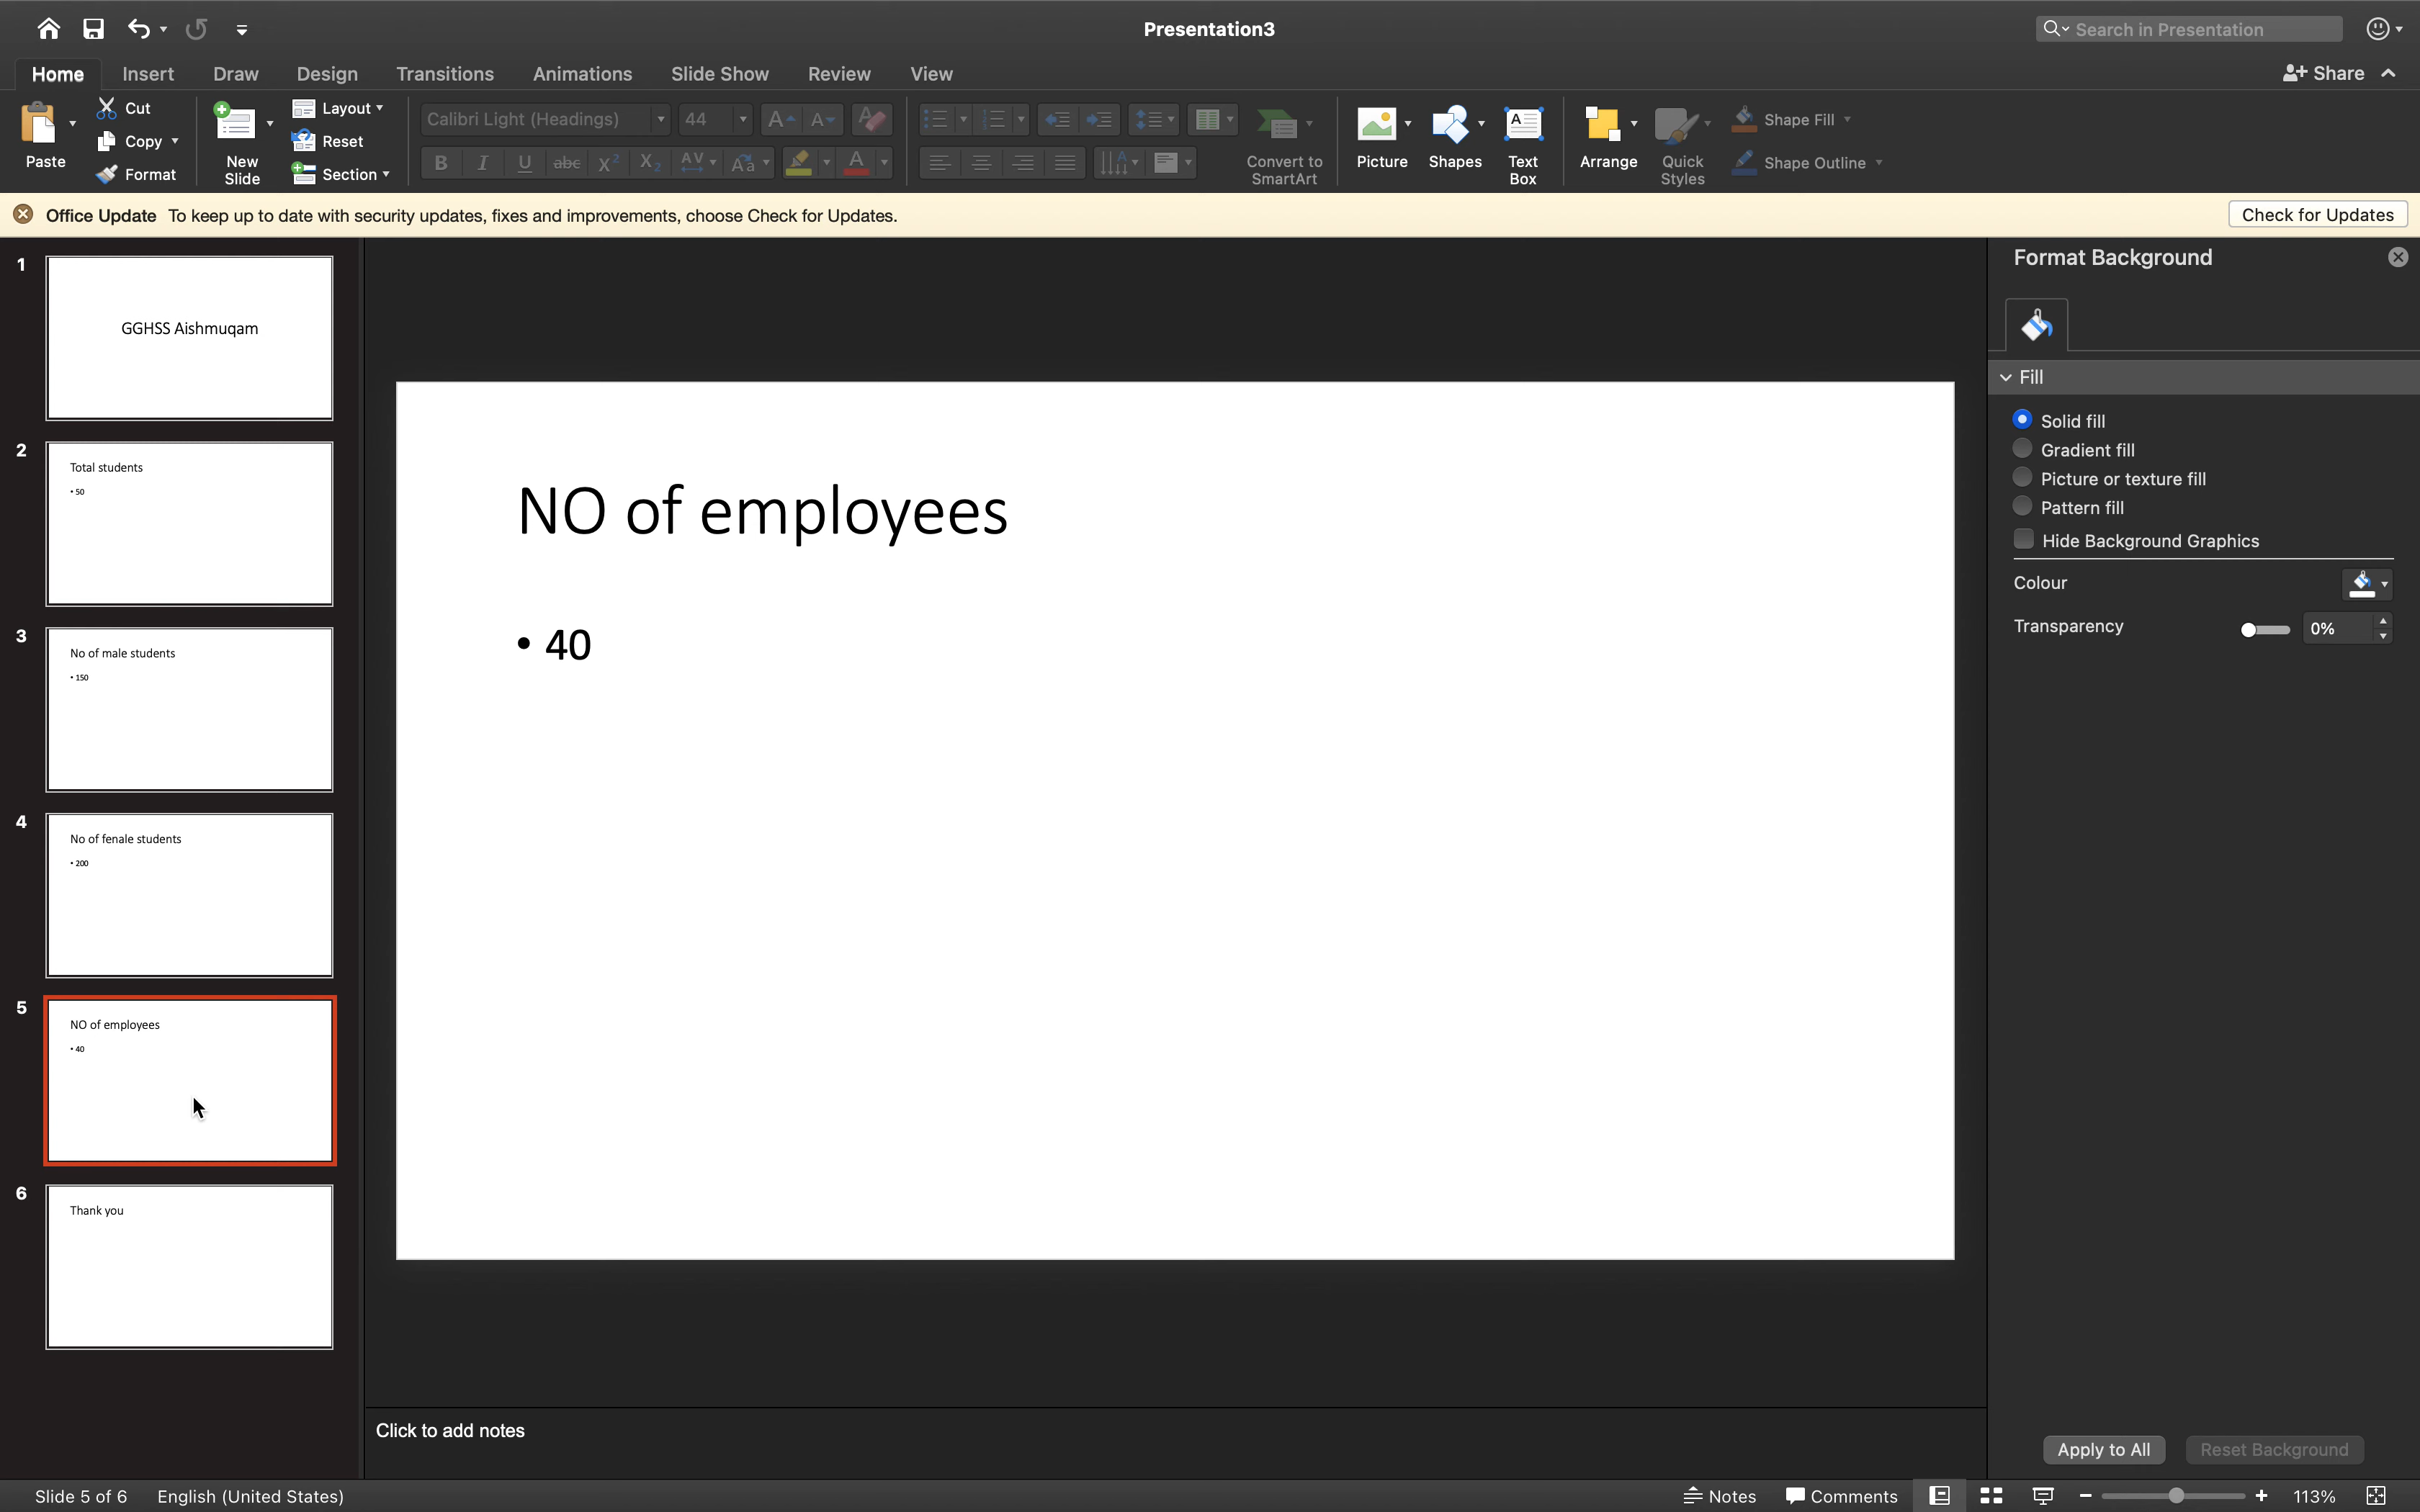 Presentation3
Search in Presentation
Home Insert Draw Design Transitions Animations Slide Show Review View
Share
Paste
Cut
Copy
Format
New
Slide
Layout
Reset
Section
Calibri Light (Headings) 44
B I U abc X² X₂ AV Aa A
Convert to
SmartArt
Picture
Shapes
Text
Box
Arrange
Quick
Styles
Shape Fill
Shape Outline
Office Update To keep up to date with security updates, fixes and improvements, choose Check for Updates.
Check for Updates
1
GGHSS Aishmuqam
2
Total students
• 50
3
No of male students
• 150
4
No of fenale students
• 200
5
NO of employees
• 40
6
Thank you
NO of employees
• 40
Click to add notes
Format Background
Fill
Solid fill
Gradient fill
Picture or texture fill
Pattern fill
Hide Background Graphics
Colour
Transparency 0%
Apply to All Reset Background
Slide 5 of 6 English (United States)
Notes Comments 113%